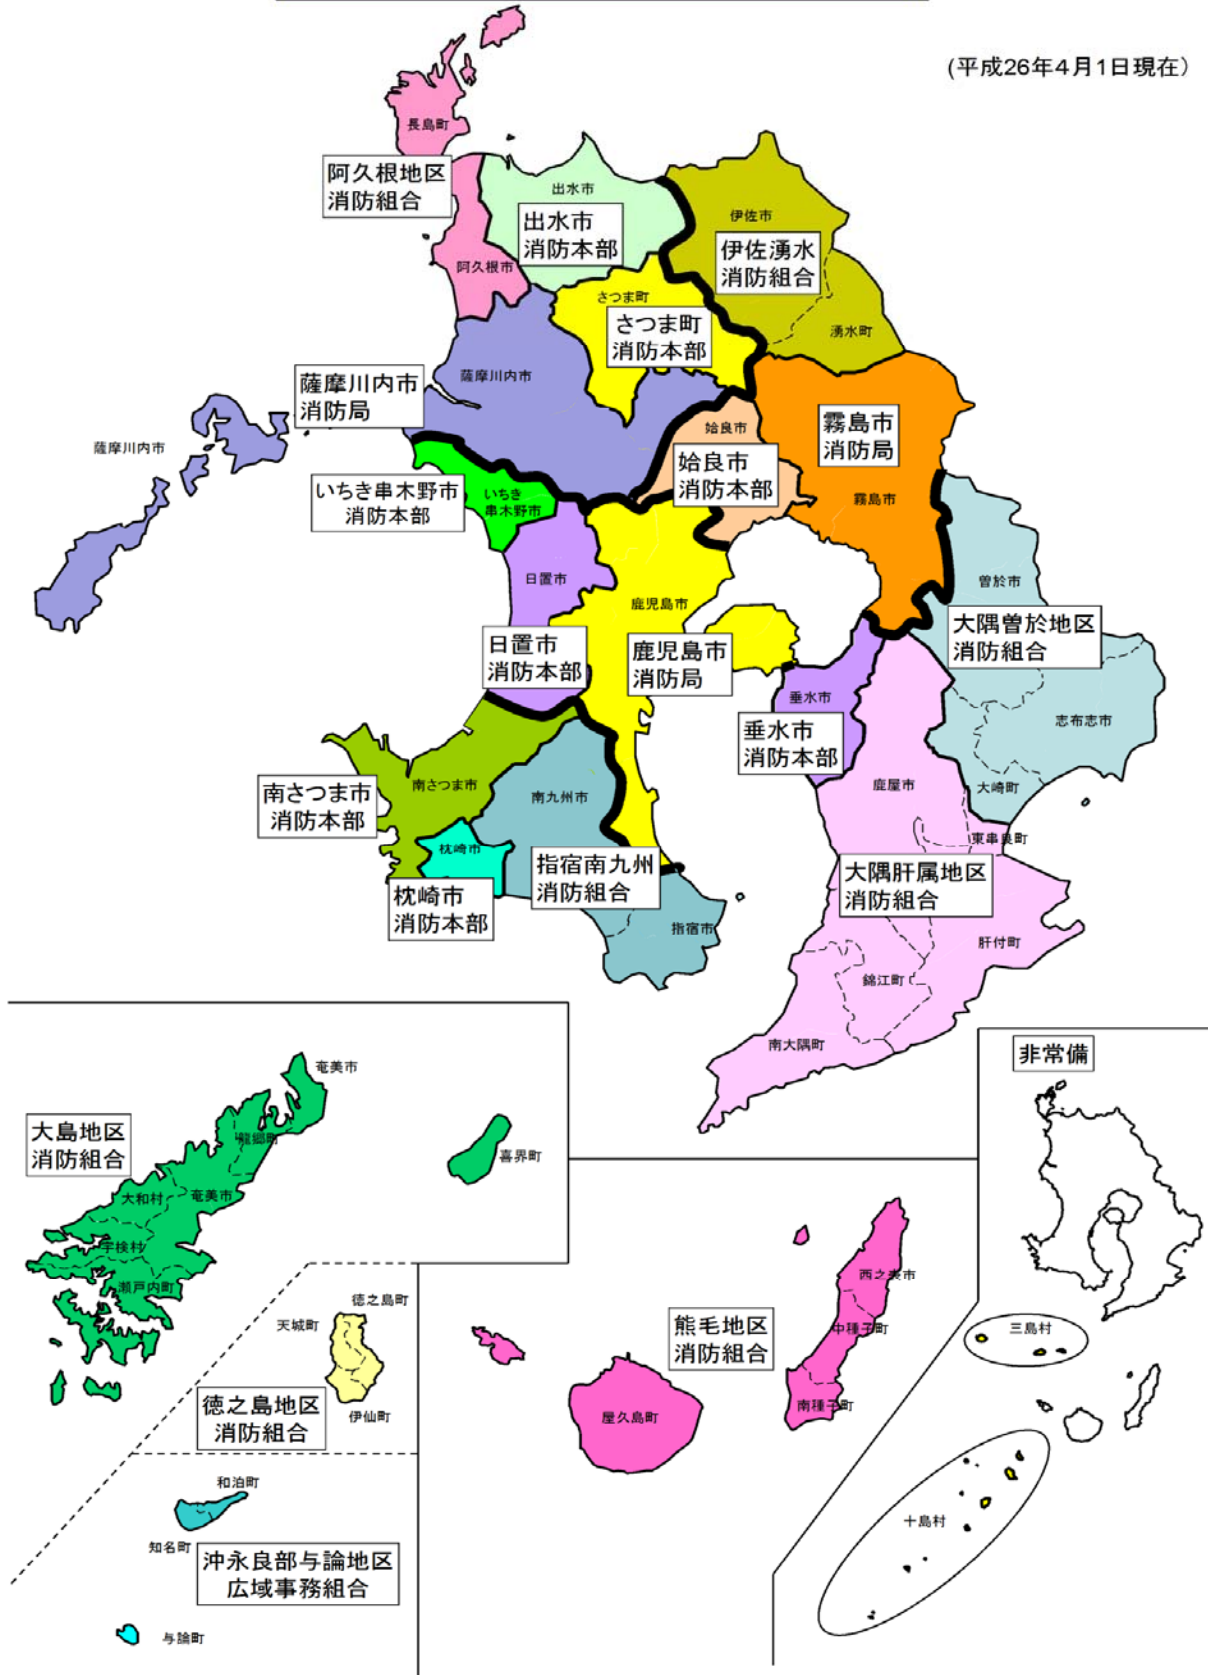 (平成26年4月1日現在)
長島町
阿久根地区
消防組合
出水市
出水市
消防本部
伊佐市
伊佐湧水
消防組合
阿久根市
さつま町
さつま町
消防本部
湧水町
薩摩川内市
消防局
薩摩川内市
薩摩川内市
姶良市
姶良市
消防本部
霧島市
消防局
霧島市
いちき串木野市
消防本部
いちき
串木野市
日置市
日置市
消防本部
鹿児島市
鹿児島市
消防局
曽於市
大隅曽於地区
消防組合
垂水市
垂水市
消防本部
志布志市
大崎町
鹿屋市
東串良町
南さつま市
消防本部
南さつま市
南九州市
枕崎市
枕崎市
消防本部
指宿南九州
消防組合
指宿市
大隅肝属地区
消防組合
肝付町
錦江町
南大隅町
非常備
奄美市
大島地区
消防組合
龍郷町
喜界町
大和村
奄美市
宇検村
瀬戸内町
徳之島町
天城町
徳之島地区
消防組合
伊仙町
西之表市
熊毛地区
消防組合
中種子町
南種子町
屋久島町
三島村
十島村
和泊町
知名町
沖永良部与論地区
広域事務組合
与論町